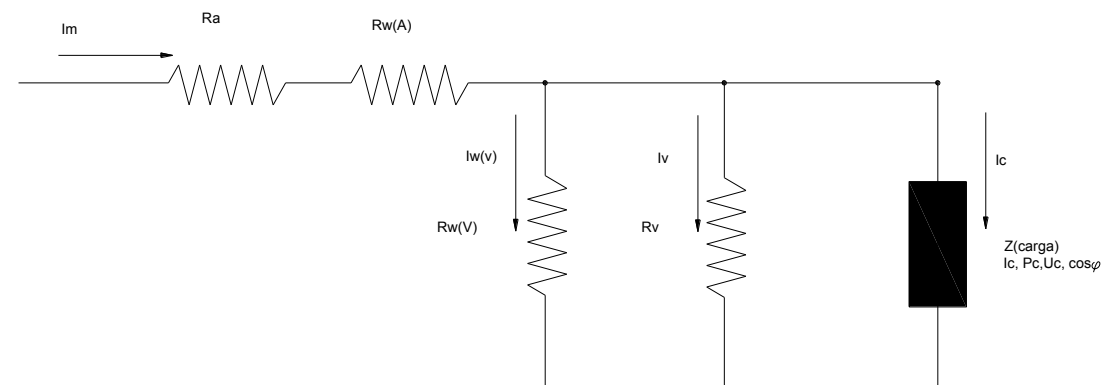 Im
Ra
Rw(A)
Iw(v)
Iv
Ic
Rw(V)
Rv
Z(carga)
Ic, Pc,Uc, cosφ